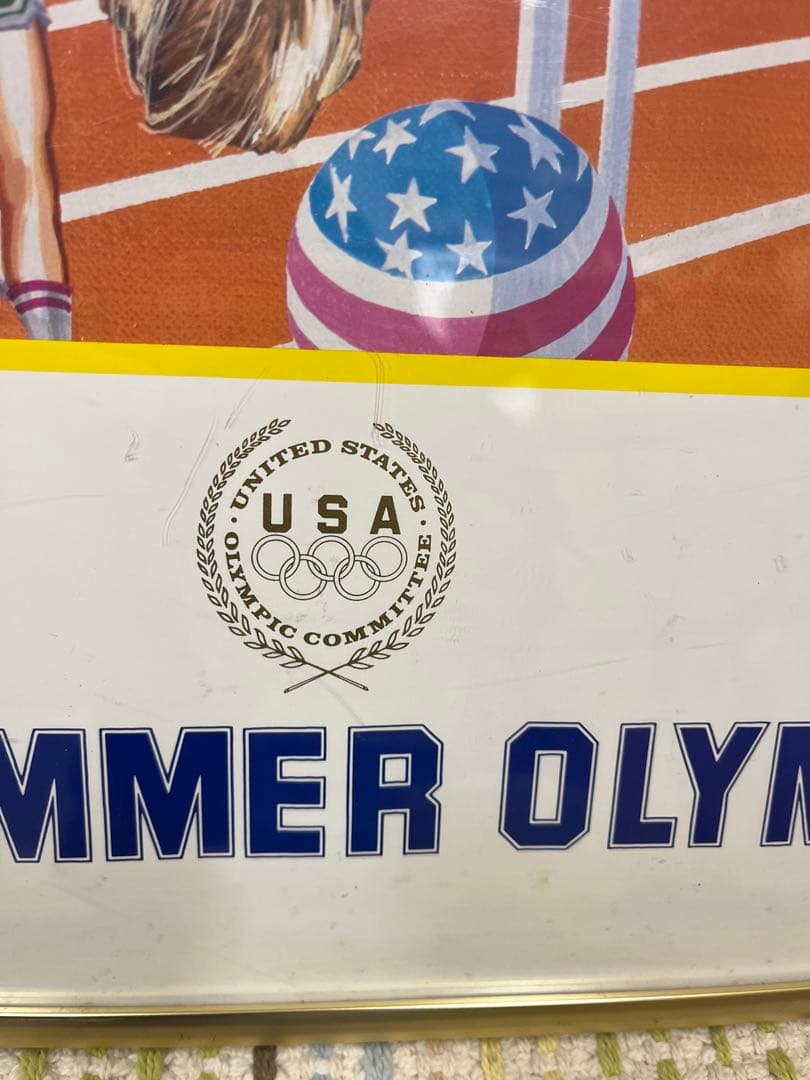 · UNITED STATES ·
USA
OLYMPIC COMMITTEE
MMER OLYM